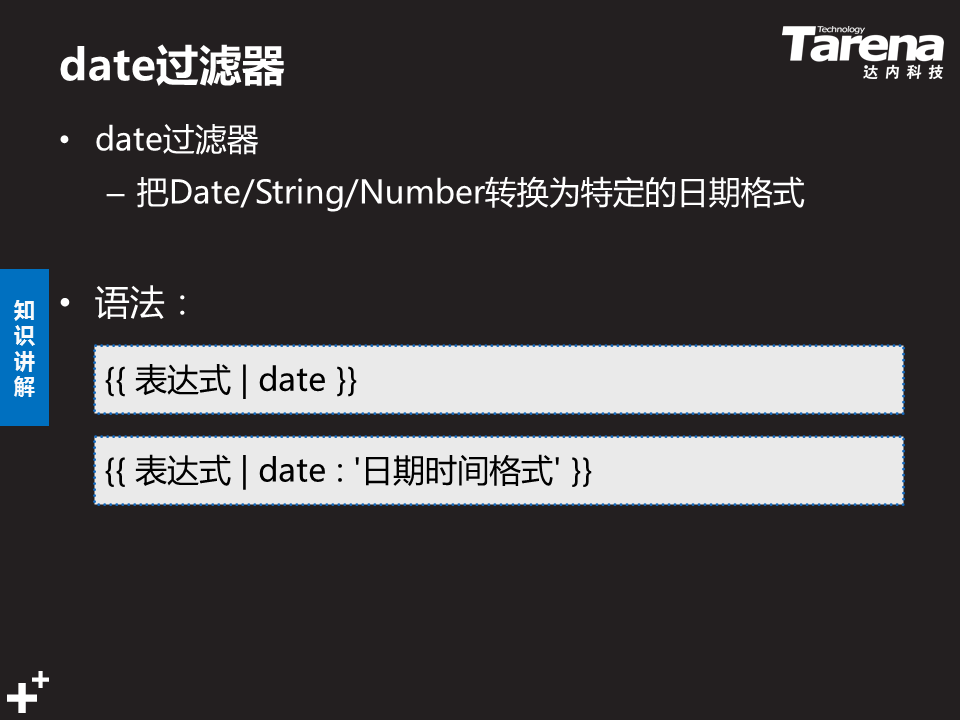 date过滤器
Technology
Tarena
达内科技
• date过滤器
– 把Date/String/Number转换为特定的日期格式
• 语法：
{{ 表达式 | date }}
{{ 表达式 | date : '日期时间格式' }}
知
识
讲
解